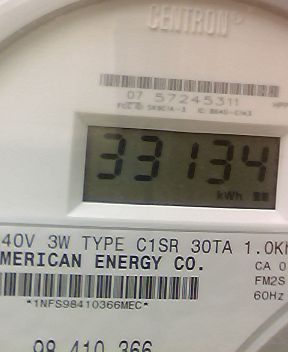 CENTRON®
07 57245311
33134
kWh
40V 3W TYPE C1SR 30TA 1.0K
MERICAN ENERGY CO.
CA 0
FM2S
60Hz
*1NFS98410366MEC*
98 410 366